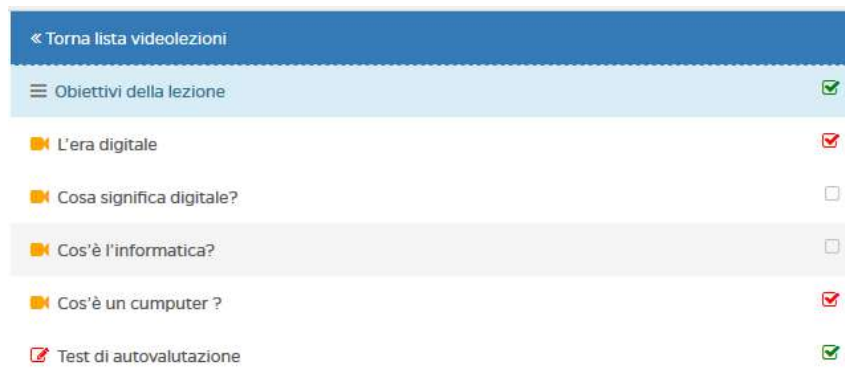 « Torna lista videolezioni
Obiettivi della lezione
L'era digitale
Cosa significa digitale?
Cos'è l'informatica?
Cos'è un cumputer ?
Test di autovalutazione